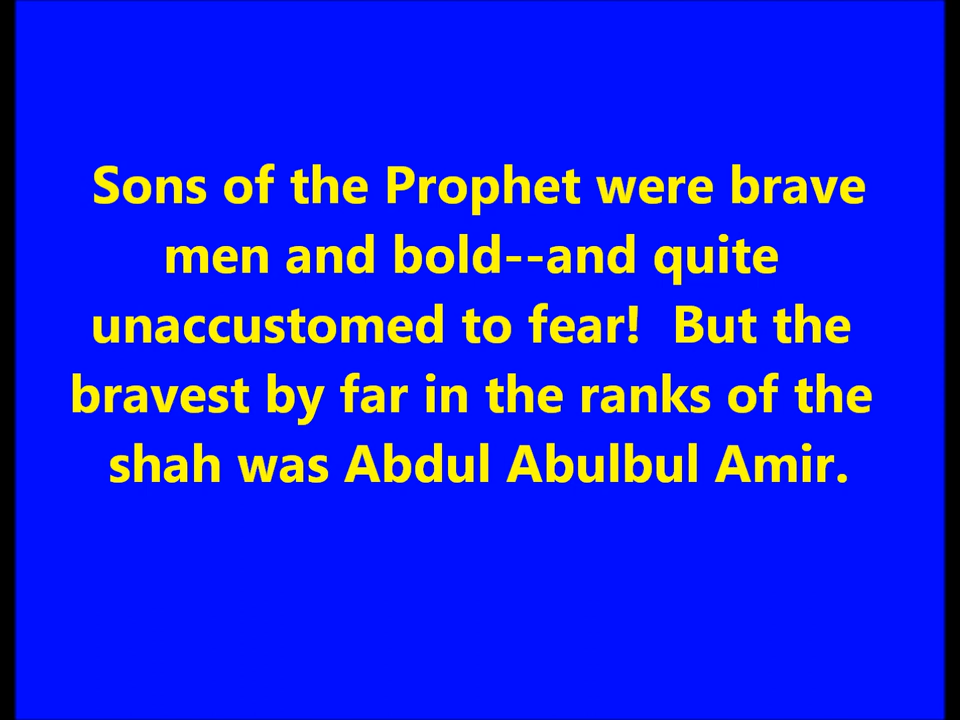 Sons of the Prophet were brave
men and bold--and quite
unaccustomed to fear!  But the
bravest by far in the ranks of the
shah was Abdul Abulbul Amir.